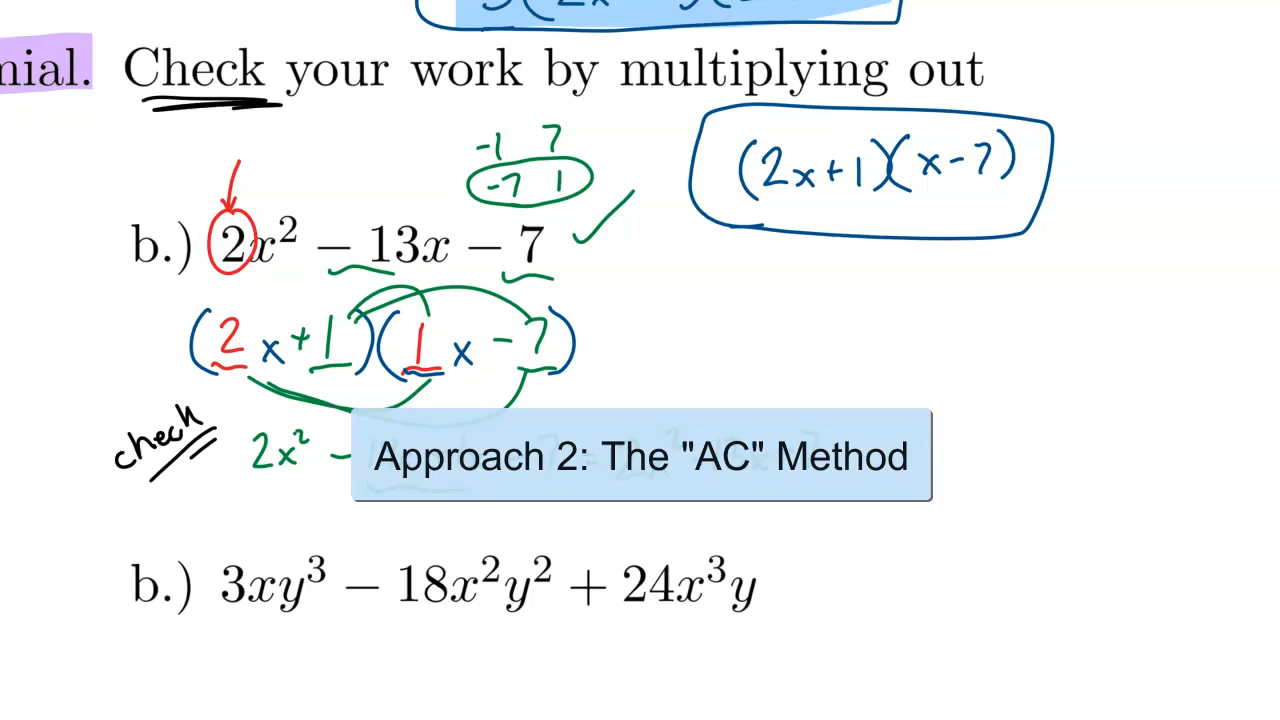 nial. Check your work by multiplying out
-1 7
-7 1
(2x+1)(x-7)
b.) 2x² − 13x − 7
(2x+1)(1x-7)
check 2x² -
Approach 2: The "AC" Method
b.) 3xy³ − 18x²y² + 24x³y